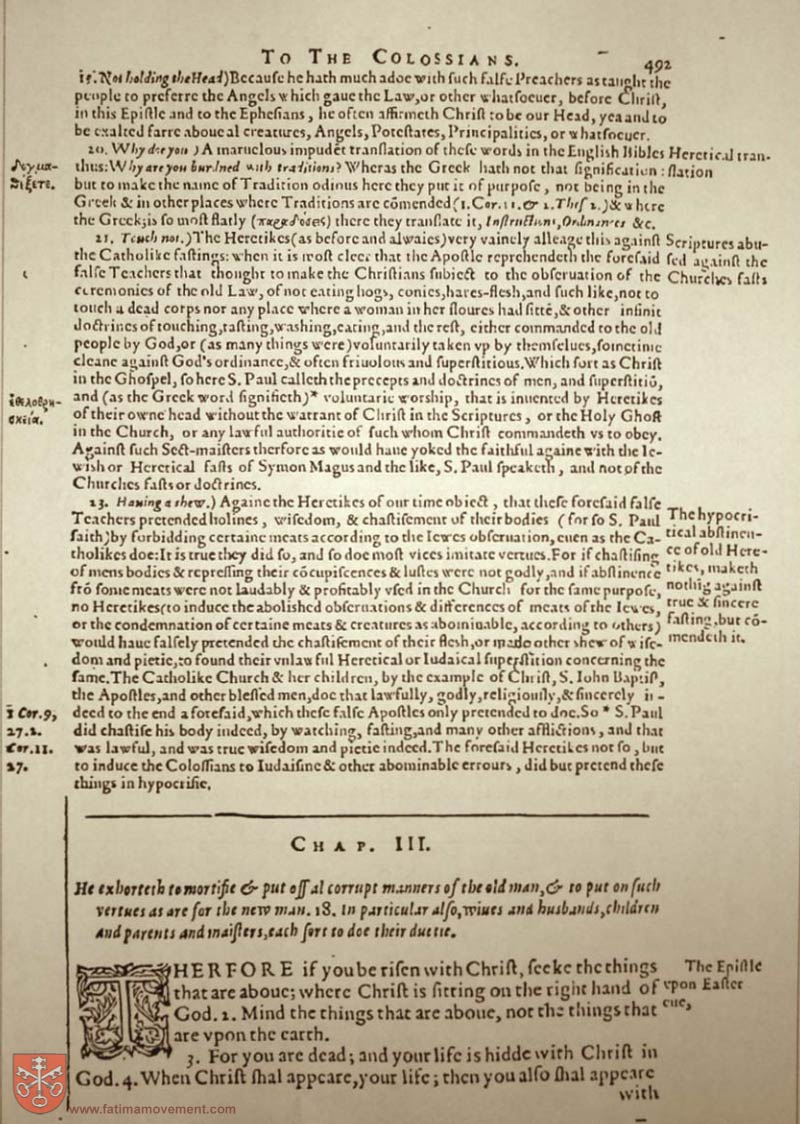 TO THE COLOSSIANS. 492
19. Not holding the Head) Becauſe he hath much adoe with ſuch falſe Preachers as taught the
people to preferre the Angels which gaue the Law, or other whatſoeuer, before Chriſt,
in this Epiſtle and to the Epheſians, he often affirmeth Chriſt to be our Head, yea and to
be exalted farre aboue al creatures, Angels, Poteſtates, Principalities, or whatſoeuer.
20. Why doe you) A maruelous impudēt tranſlation of theſe words in the Engliſh Bibles
thus: Why are you burdned with traditions? Wheras the Greek hath not that ſignification:
but to make the name of Tradition odious here they put it of purpoſe, not being in the
Greek & in other places where Traditions are cōmended (1. Cor. 11. & 2. Theſ 2.) & where
the Greek; is ſo moſt flatly (παραδόσεις) there they tranſlate it, Inſtructions, Ordinances &c.
Heretical tran-
ſlation
δογμα-
τίζεσθε.
21. Touch not.) The Heretikes (as before and alwaies) very vainely alleage this againſt
the Catholike faſtings: when it is moſt cleer that the Apoſtle reprehendeth the foreſaid
falſe Teachers that thought to make the Chriſtians ſubiect to the obſeruation of the
ceremonies of the old Law, of not eating hogs, conies, hares-fleſh, and ſuch like, not to
touch a dead corps nor any place where a woman in her floures had ſitte, & other infinit
doctrines of touching, taſting, waſhing, eating, and the reſt, either commanded to the old
people by God, or (as many things were) voluntarily taken vp by themſelues, ſometime
cleane againſt God's ordinance, & often friuolous and ſuperſtitious. Which ſort as Chriſt
in the Ghoſpel, ſo here S. Paul calleth the precepts and doctrines of men, and ſuperſtitiō,
and (as the Greek word ſignifieth) * voluntarie worship, that is inuented by Heretikes
of their owne head without the warrant of Chriſt in the Scriptures, or the Holy Ghoſt
in the Church, or any lawful authoritie of ſuch whom Chriſt commandeth vs to obey.
Againſt ſuch Sect-maiſters therfore as would haue yoked the faithful againe with the Ie-
wiſh or Heretical faſts of Symon Magus and the like, S. Paul ſpeaketh, and not of the
Churches faſts or doctrines.
Scriptures abu-
ſed againſt the
Churches faſts
ἐθελοθρη-
σκεία.
23. Hauing a shew.) Againe the Heretikes of our time obiect, that theſe foreſaid falſe
Teachers pretended holines, wiſedom, & chaſtiſement of their bodies (for ſo S. Paul
ſaith) by forbidding certaine meats according to the Iewes obſeruation, euen as the Ca-
tholikes doe: It is true they did ſo, and ſo doe moſt vices imitate vertues. For if chaſtiſing
of mens bodies & repreſſing their cōcupiſcences & luſtes were not godly, and if abſtinence
frō ſome meats were not laudably & profitably vſed in the Church for the ſame purpoſe,
no Heretikes (to induce the aboliſhed obſeruations & differences of meats of the Iewes,
or the condemnation of certaine meats & creatures as abominable, according to others)
would haue falſely pretended the chaſtiſement of their fleſh, or made other shew of wiſe-
dom and pietie, to found their vnlawful Heretical or Iudaical ſuperſtition concerning the
ſame. The Catholike Church & her children, by the example of Chriſt, S. Iohn Baptiſt,
the Apoſtles, and other bleſſed men, doe that lawfully, godly, religiouſly, & ſincerely in-
deed to the end aforeſaid, which theſe falſe Apoſtles only pretended to doe. So * S. Paul
did chaſtiſe his body indeed, by watching, faſting, and many other afflictions, and that
was lawful, and was true wiſedom and pietie indeed. The foreſaid Heretikes not ſo, but
to induce the Coloſſians to Iudaiſine & other abominable errours, did but pretend theſe
things in hypocriſie.
The hypocri-
tical abſtinen-
ce of old Here-
tikes, maketh
nothīg againſt
true & ſincere
faſting, but cō-
mendeth it.
1 Cor. 9,
27. 2.
Cor. 11.
27.
CHAP. III.
He exhorteth to mortifie & put off al corrupt manners of the old man, & to put on ſuch
vertues as are for the new man. 18. In particular alſo, wiues and husbands, children
and parents and maiſters, each ſort to doe their duetie.
THERFORE if you be riſen with Chriſt, ſeeke the things
that are aboue; where Chriſt is ſitting on the right hand of
God. 2. Mind the things that are aboue, not the things that
are vpon the earth.
3. For you are dead; and your life is hidde with Chriſt in
God. 4. When Chriſt ſhal appeare, your life; then you alſo ſhal appeare
with
The Epiſtle
vpon Eaſter
eue,
www.fatimamovement.com